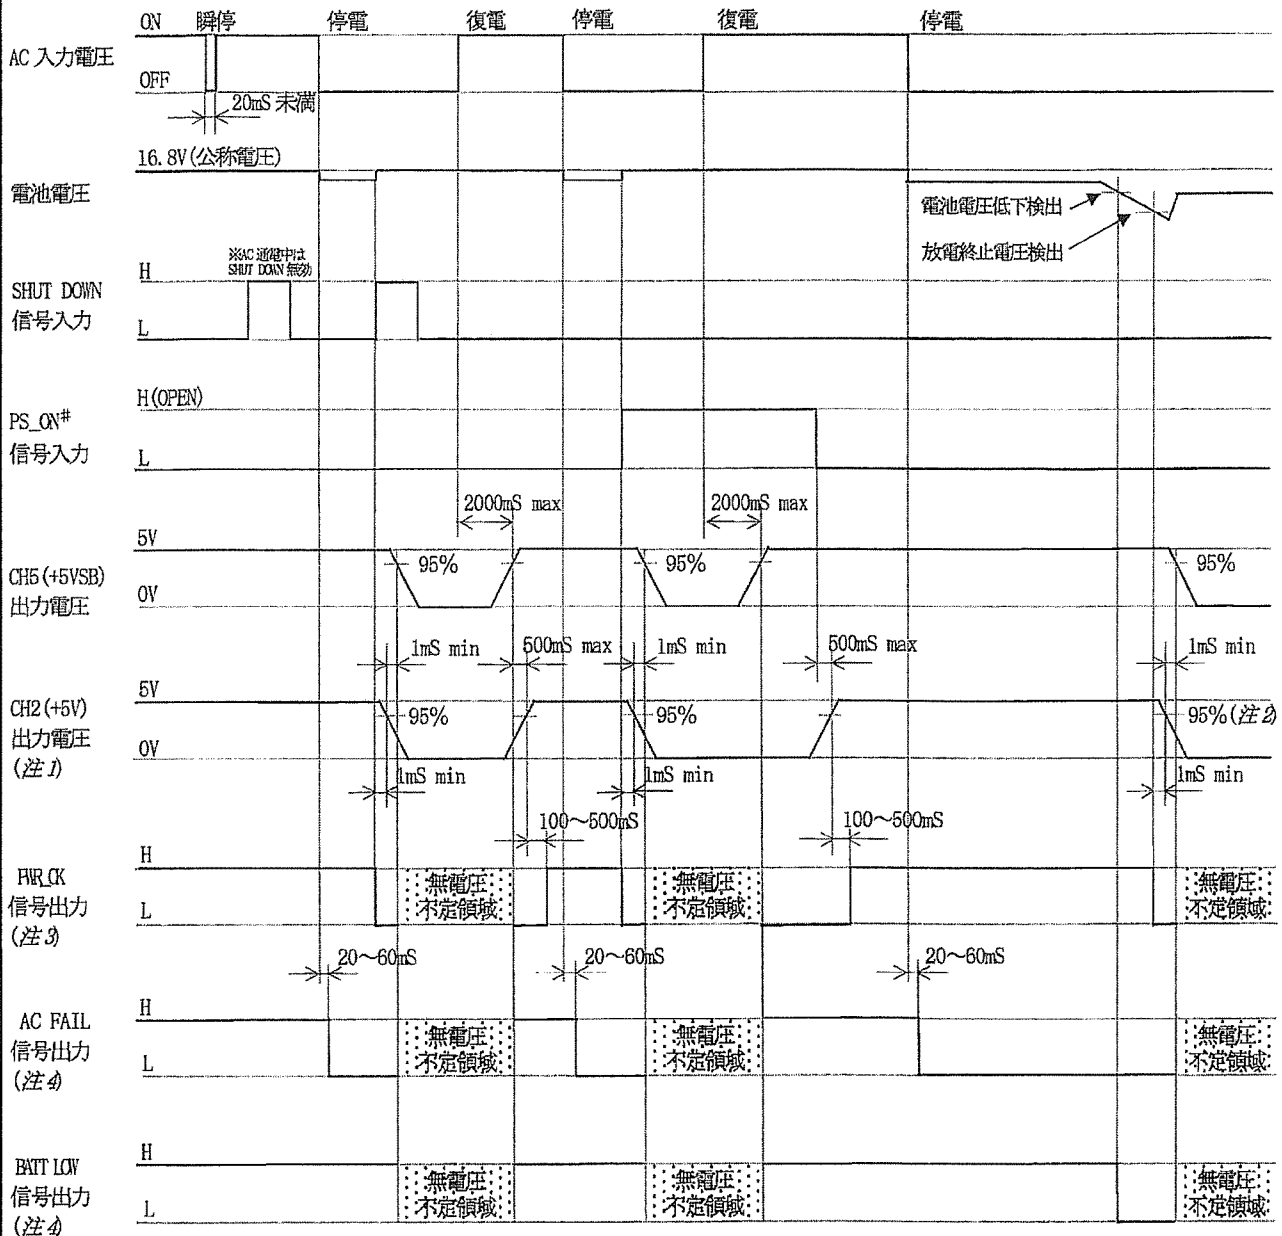 ON 瞬停 停電 復電 停電 復電 停電
AC 入力電圧
OFF
20mS 未満
16.8V(公称電圧)
電池電圧
電池電圧低下検出
放電終止電圧検出
※AC 通電中は
SHUT DOWN 無効
H
SHUT DOWN
信号入力
L
H(OPEN)
PS_ON#
信号入力
L
2000mS max 2000mS max
5V
95% 95% 95%
CH5(+5VSB)
出力電圧
0V
1mS min 500mS max 1mS min 500mS max 1mS min
5V
CH2(+5V)
出力電圧
(注1)
95% 95% 95%(注2)
0V
1mS min 1mS min 1mS min
100～500mS 100～500mS
H
PWR_OK
信号出力
(注3)
L
無電圧 無電圧 無電圧
不定領域 不定領域 不定領域
20～60mS 20～60mS 20～60mS
H
AC FAIL
信号出力
(注4)
L
無電圧 無電圧 無電圧
不定領域 不定領域 不定領域
H
BATT LOW
信号出力
(注4)
L
無電圧 無電圧 無電圧
不定領域 不定領域 不定領域